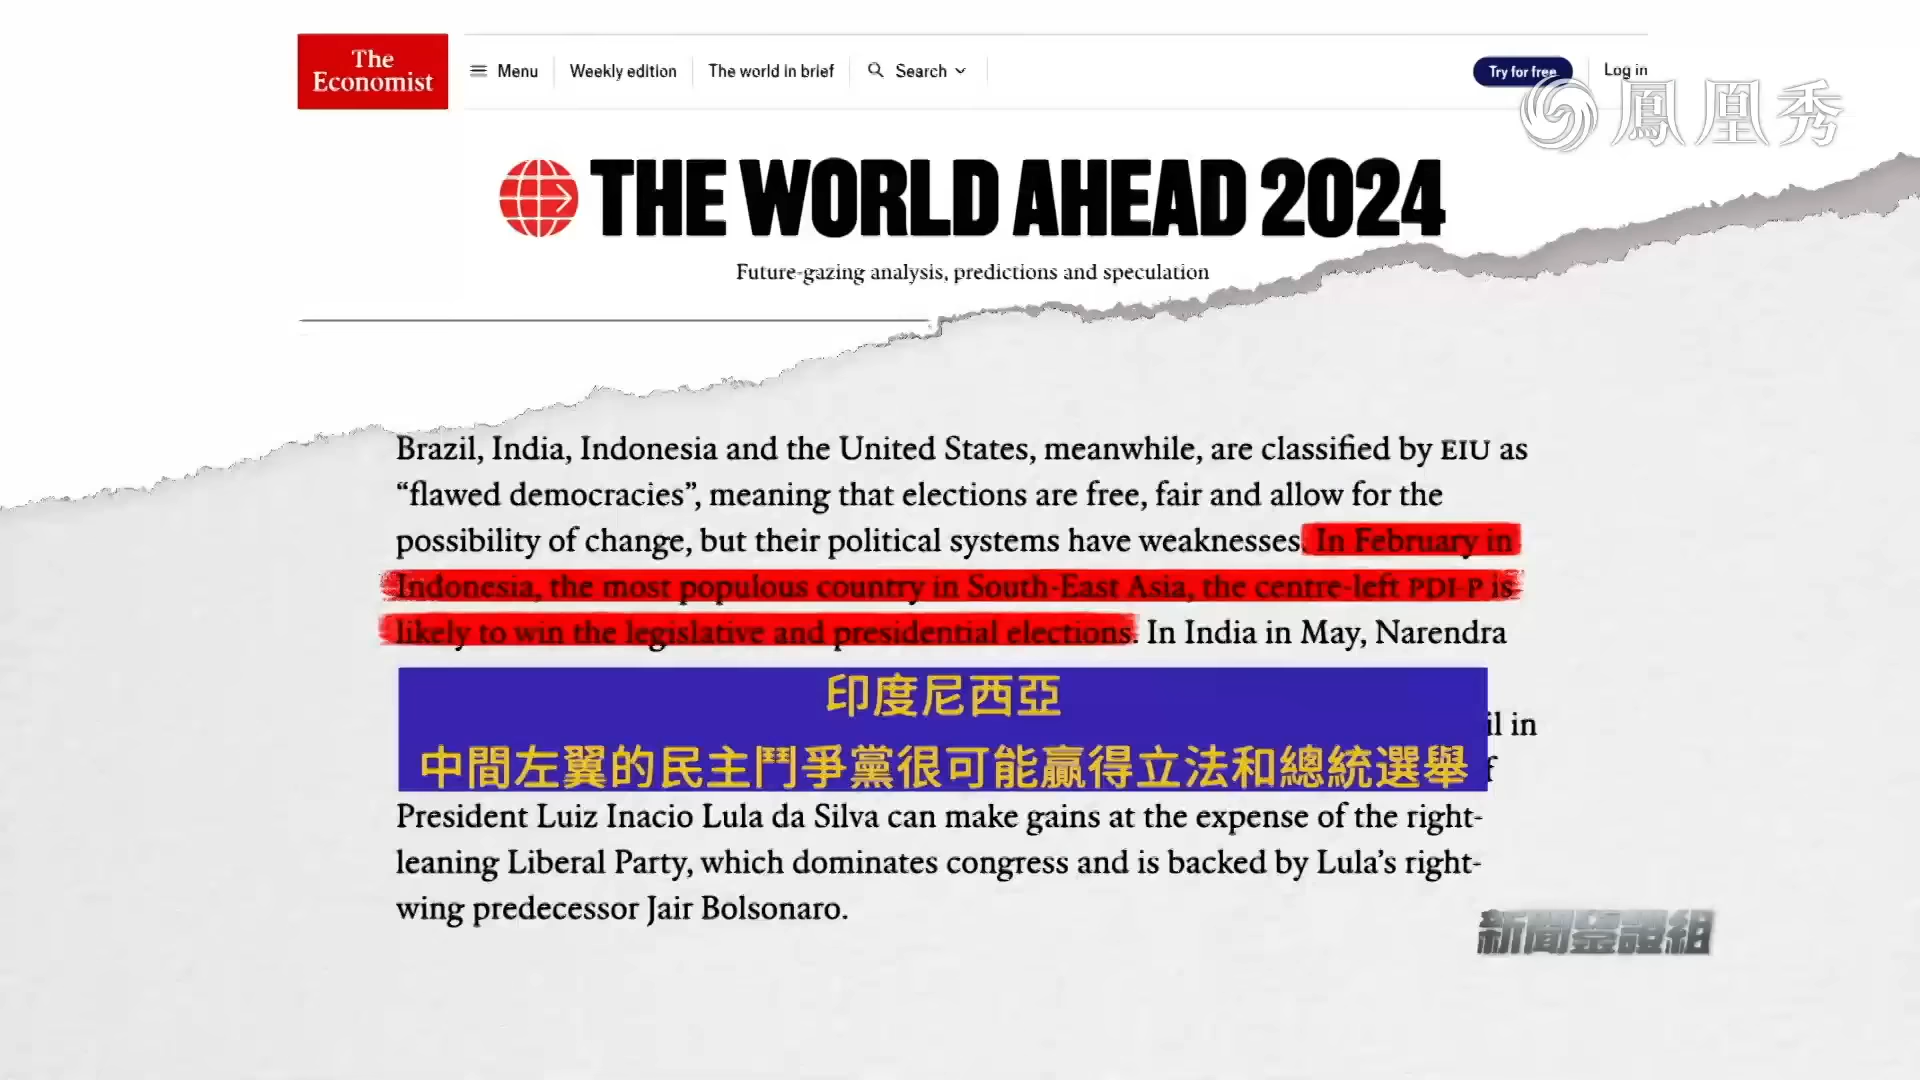 The
Economist
Menu
Weekly edition
The world in brief
Search
Try for free
Log in
鳳凰秀
THE WORLD AHEAD 2024
Future-gazing analysis, predictions and speculation
Brazil, India, Indonesia and the United States, meanwhile, are classified by EIU as
“flawed democracies”, meaning that elections are free, fair and allow for the
possibility of change, but their political systems have weaknesses. In February in
Indonesia, the most populous country in South-East Asia, the centre-left PDI-P is
likely to win the legislative and presidential elections. In India in May, Narendra
印度尼西亞
il in
中間左翼的民主鬥爭黨很可能贏得立法和總統選舉
President Luiz Inacio Lula da Silva can make gains at the expense of the right-
leaning Liberal Party, which dominates congress and is backed by Lula’s right-
wing predecessor Jair Bolsonaro.
新聞鑒證組